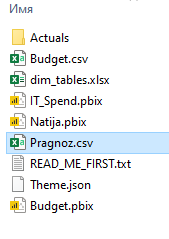 Имя
Actuals
Budget.csv
dim_tables.xlsx
IT_Spend.pbix
Natija.pbix
Pragnoz.csv
READ_ME_FIRST.txt
Theme.json
Budget.pbix